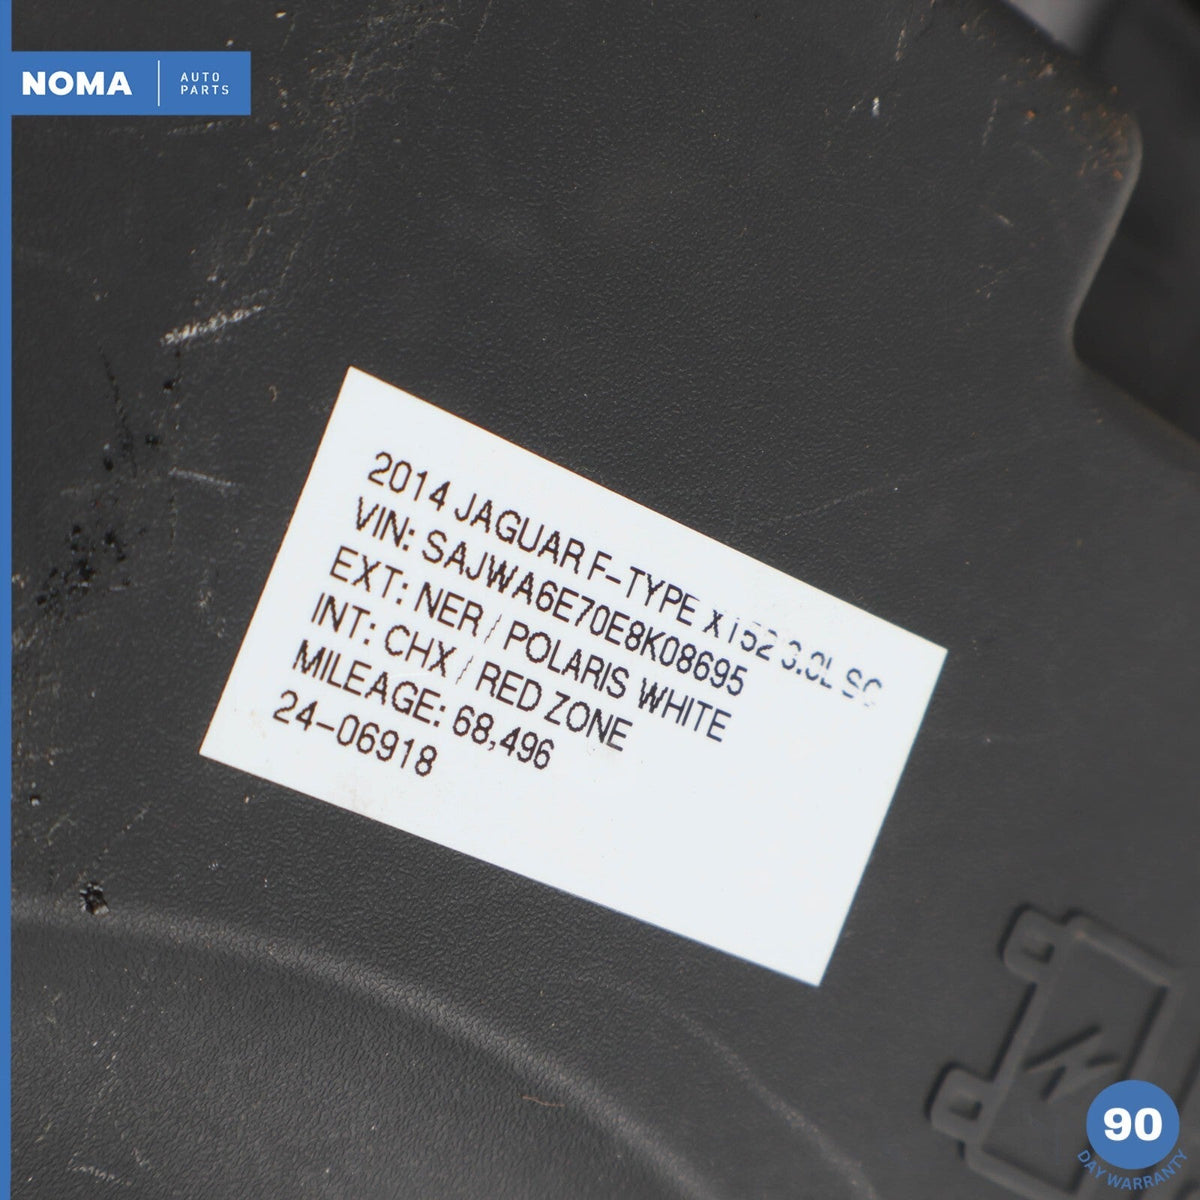 NOMA
AUTO
PARTS
2014 JAGUAR F-TYPE X152 3.0L SC
VIN: SAJWA6E70E8K08695
EXT: NER / POLARIS WHITE
INT: CHX / RED ZONE
MILEAGE: 68,496
24-06918
90
DAY WARRANTY